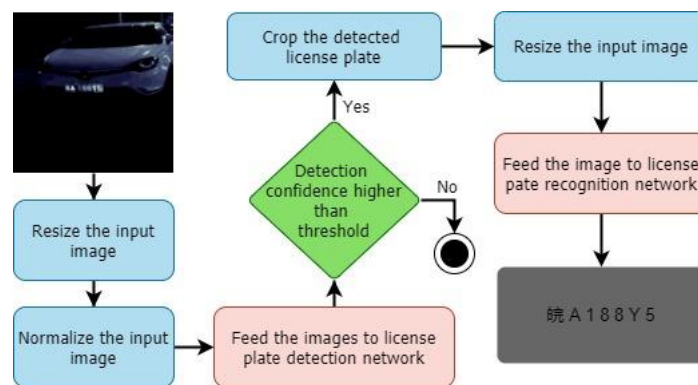 Resize the input
image
Normalize the input
image
Feed the images to license
plate detection network
Detection
confidence higher
than
threshold
Yes
No
Crop the detected
license plate
Resize the input image
Feed the image to license
pate recognition network
皖 A 1 8 8 Y 5